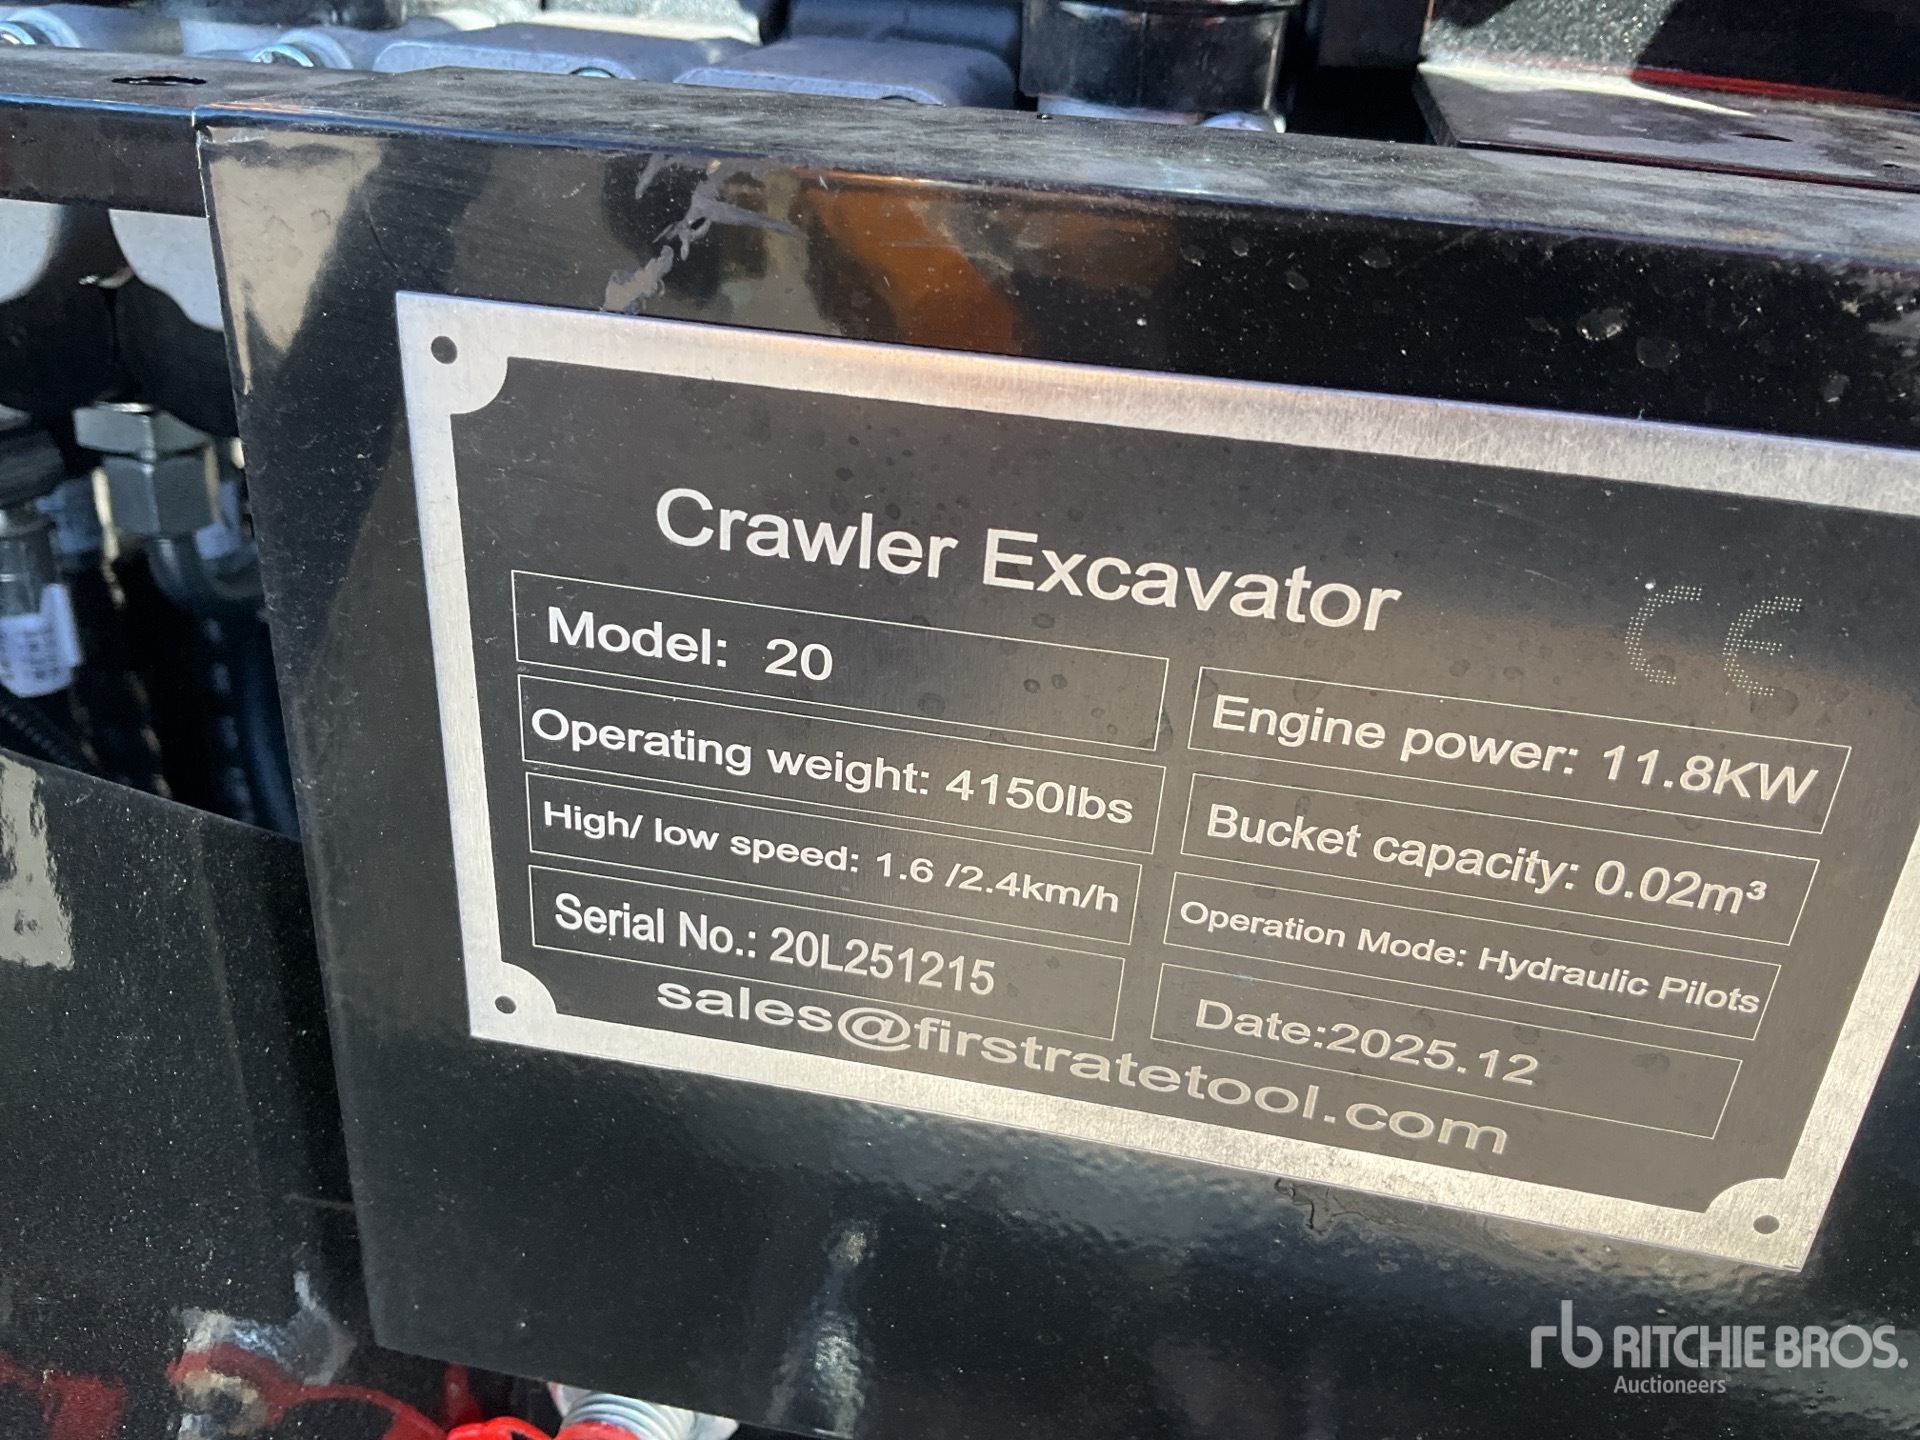 Crawler Excavator
CE
Model: 20
Engine power: 11.8KW
Operating weight: 4150lbs
Bucket capacity: 0.02m³
High/ low speed: 1.6 /2.4km/h
Operation Mode: Hydraulic Pilots
Serial No.: 20L251215
Date:2025.12
sales@firstratetool.com
rb RITCHIE BROS.
Auctioneers